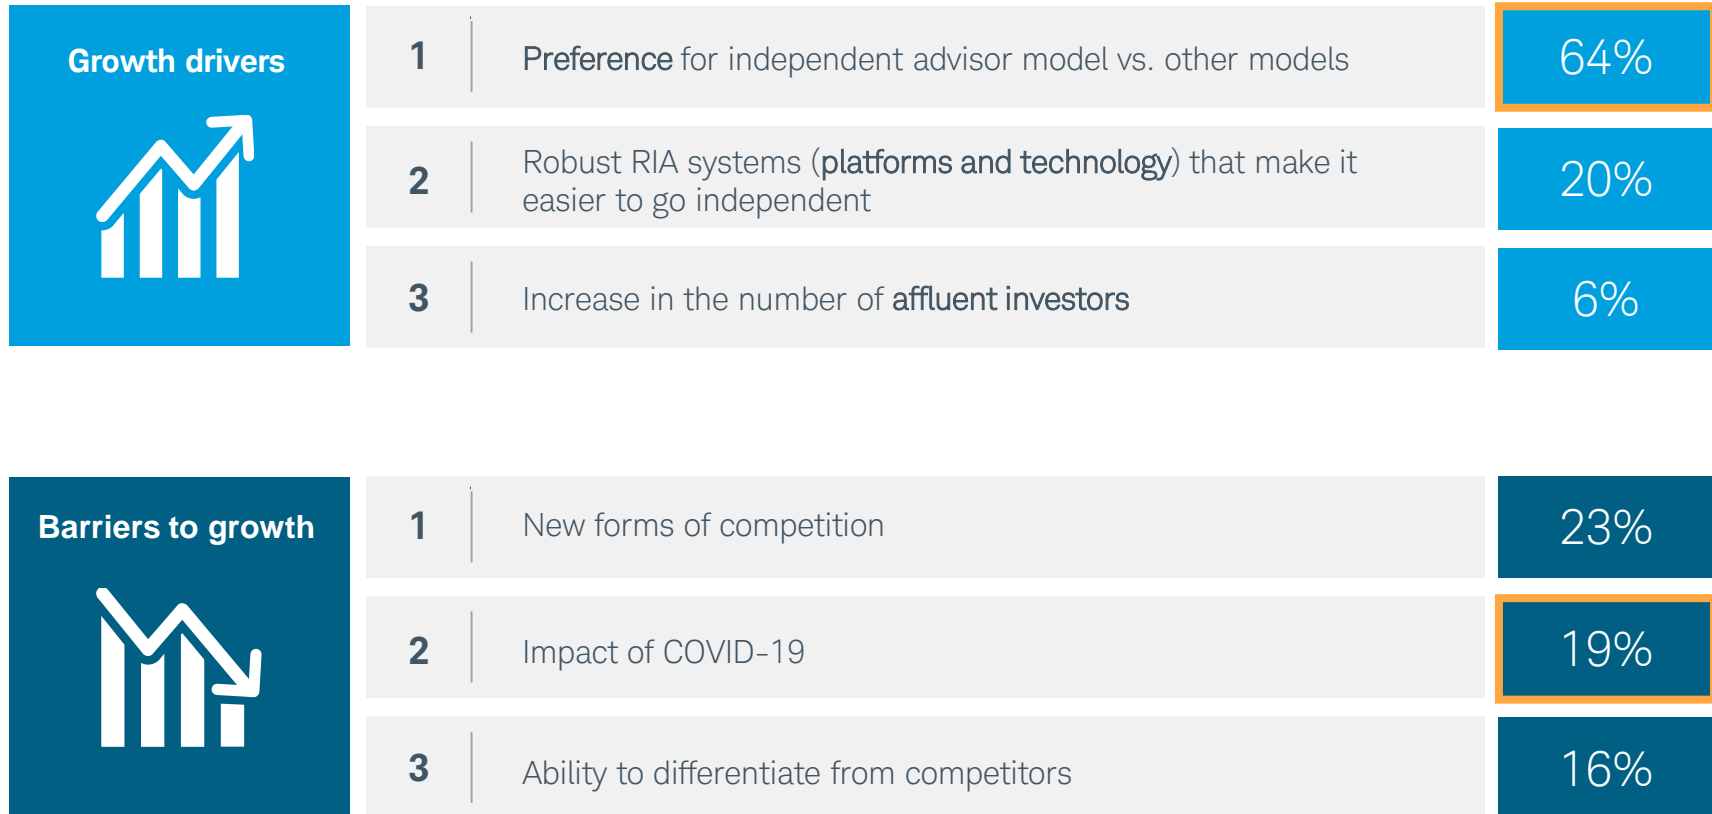 Growth drivers
1
Preference for independent advisor model vs. other models
64%
2
Robust RIA systems (platforms and technology) that make it
easier to go independent
20%
3
Increase in the number of affluent investors
6%
Barriers to growth
1
New forms of competition
23%
2
Impact of COVID-19
19%
3
Ability to differentiate from competitors
16%